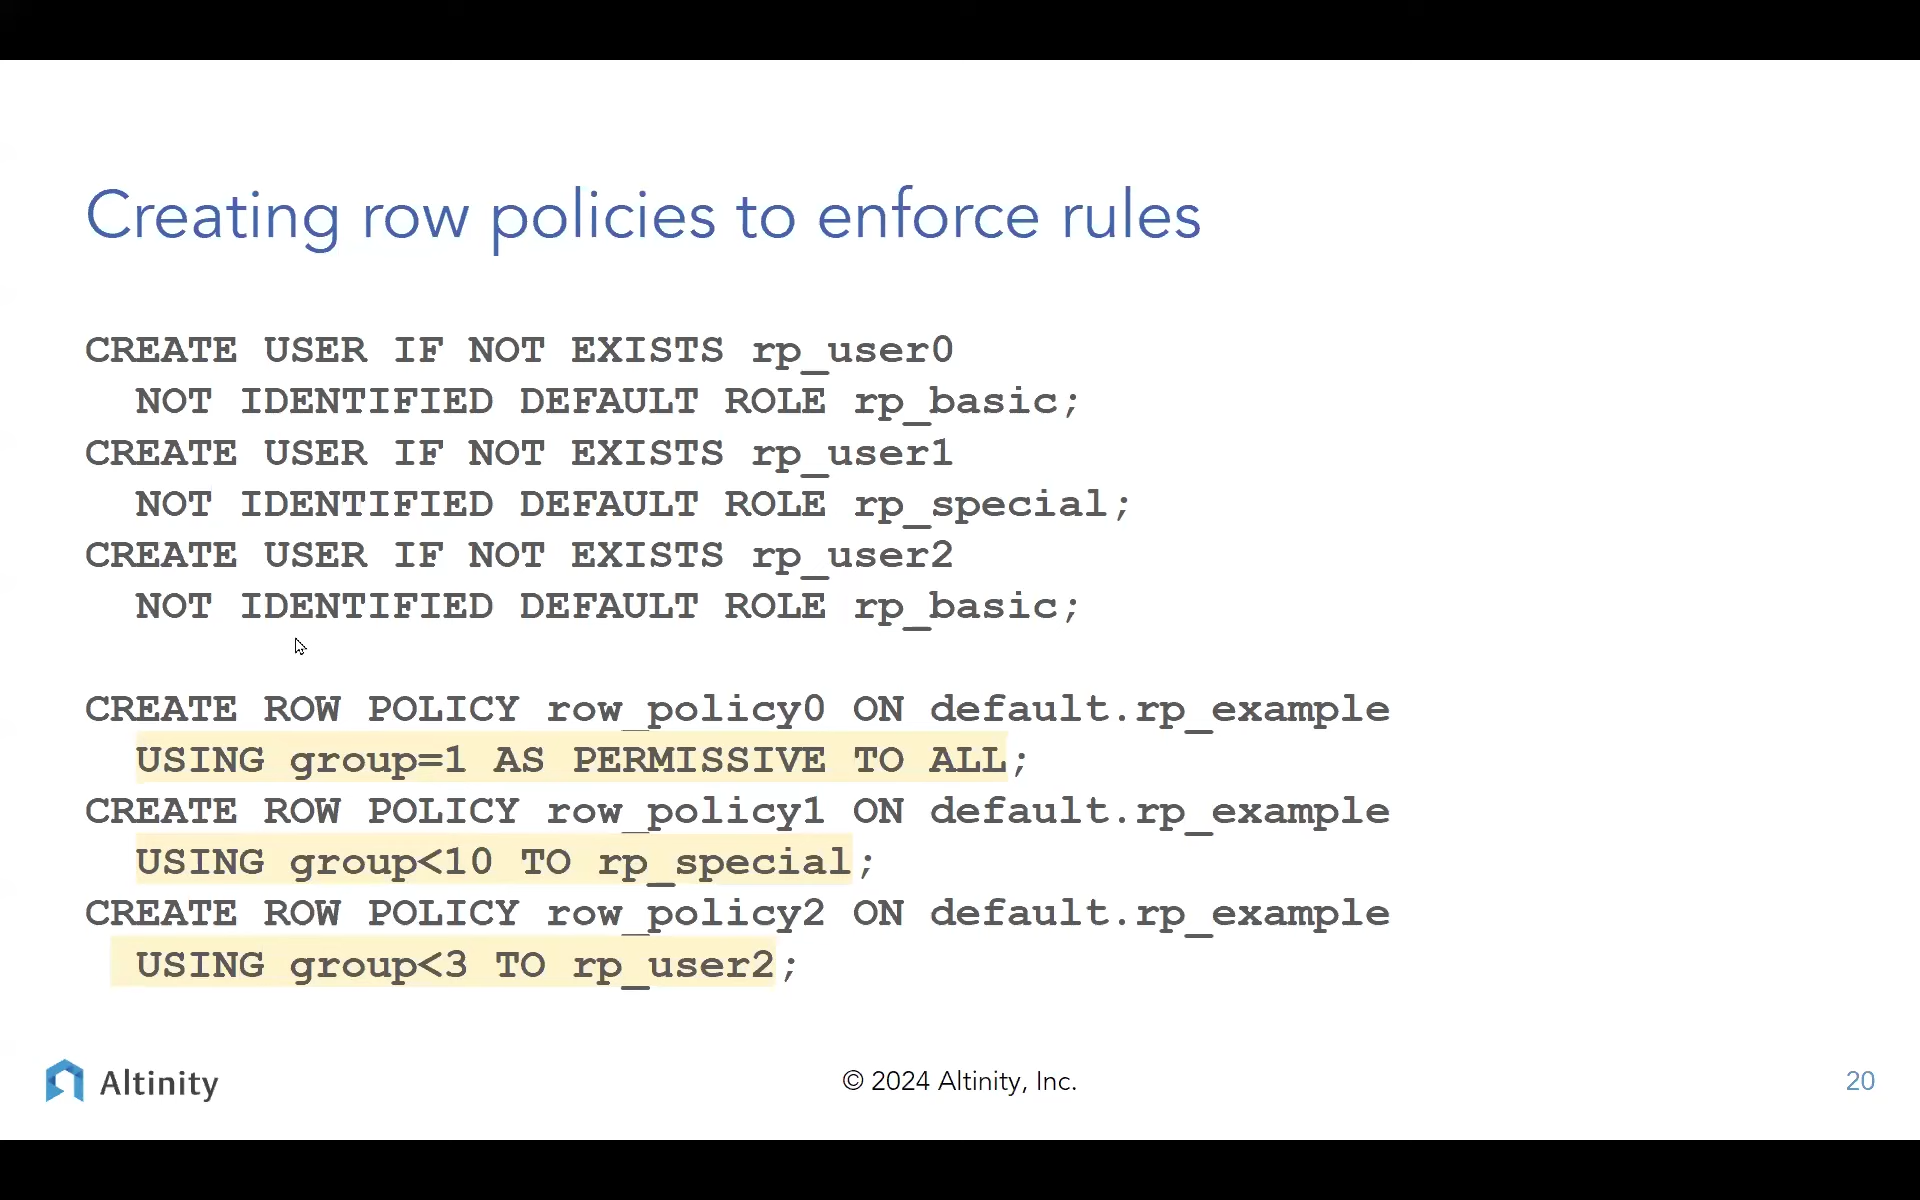 Creating row policies to enforce rules
CREATE USER IF NOT EXISTS rp_user0
NOT IDENTIFIED DEFAULT ROLE rp_basic;
CREATE USER IF NOT EXISTS rp_user1
NOT IDENTIFIED DEFAULT ROLE rp_special;
CREATE USER IF NOT EXISTS rp_user2
NOT IDENTIFIED DEFAULT ROLE rp_basic;
CREATE ROW POLICY row_policy0 ON default.rp_example
USING group=1 AS PERMISSIVE TO ALL;
CREATE ROW POLICY row_policy1 ON default.rp_example
USING group<10 TO rp_special;
CREATE ROW POLICY row_policy2 ON default.rp_example
USING group<3 TO rp_user2;
Altinity
© 2024 Altinity, Inc.
20